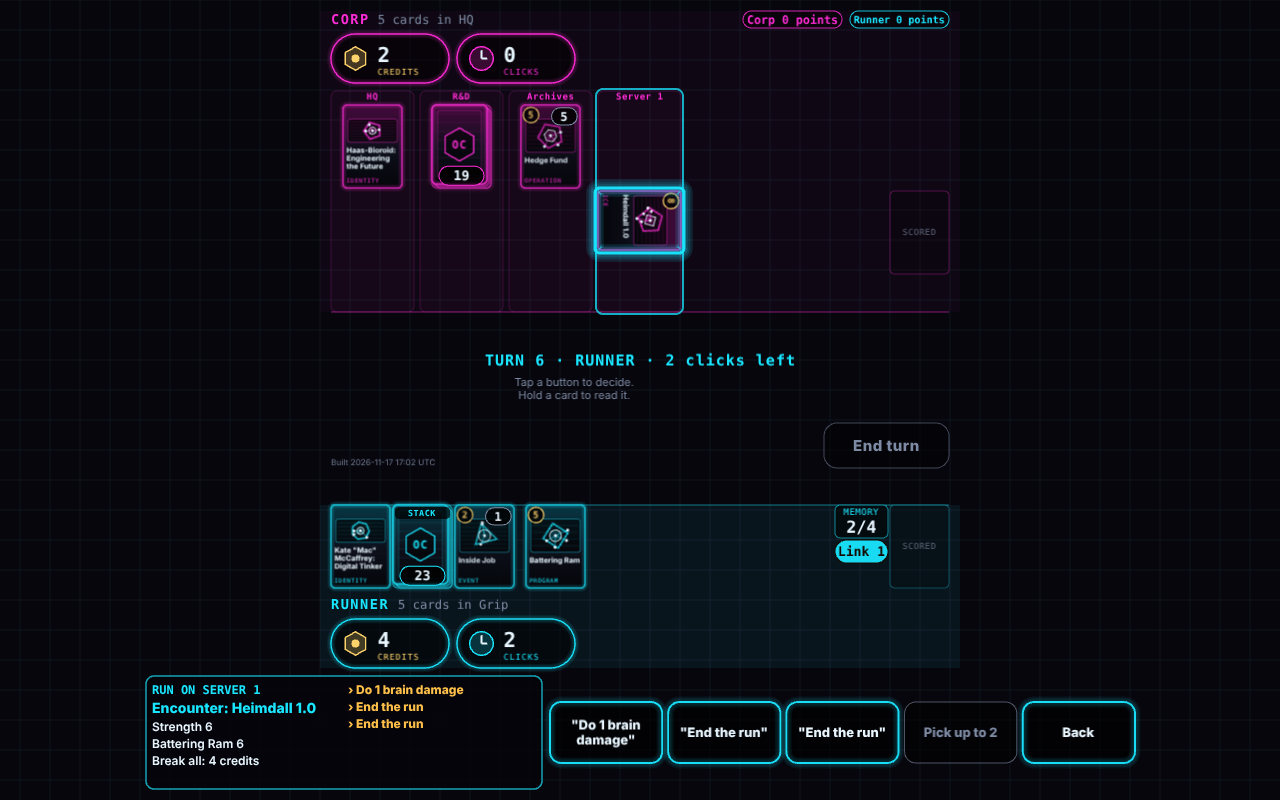 CORP 5 cards in HQ
Corp 0 points
Runner 0 points
2
CREDITS
0
CLICKS
HQ
R&D
Archives
Server 1
Haas-Bioroid:
Engineering
the Future
IDENTITY
OC
19
5
5
Hedge Fund
OPERATION
Heimdall 1.0
ICE
8
SCORED
TURN 6 · RUNNER · 2 clicks left
Tap a button to decide.
Hold a card to read it.
End turn
Built 2026-11-17 17:02 UTC
Kate "Mac"
McCaffrey:
Digital Tinker
IDENTITY
STACK
OC
23
2
1
Inside Job
EVENT
5
Battering Ram
PROGRAM
MEMORY
2/4
Link 1
SCORED
RUNNER 5 cards in Grip
4
CREDITS
2
CLICKS
RUN ON SERVER 1
Encounter: Heimdall 1.0
Strength 6
Battering Ram 6
Break all: 4 credits
› Do 1 brain damage
› End the run
› End the run
"Do 1 brain
damage"
"End the run"
"End the run"
Pick up to 2
Back